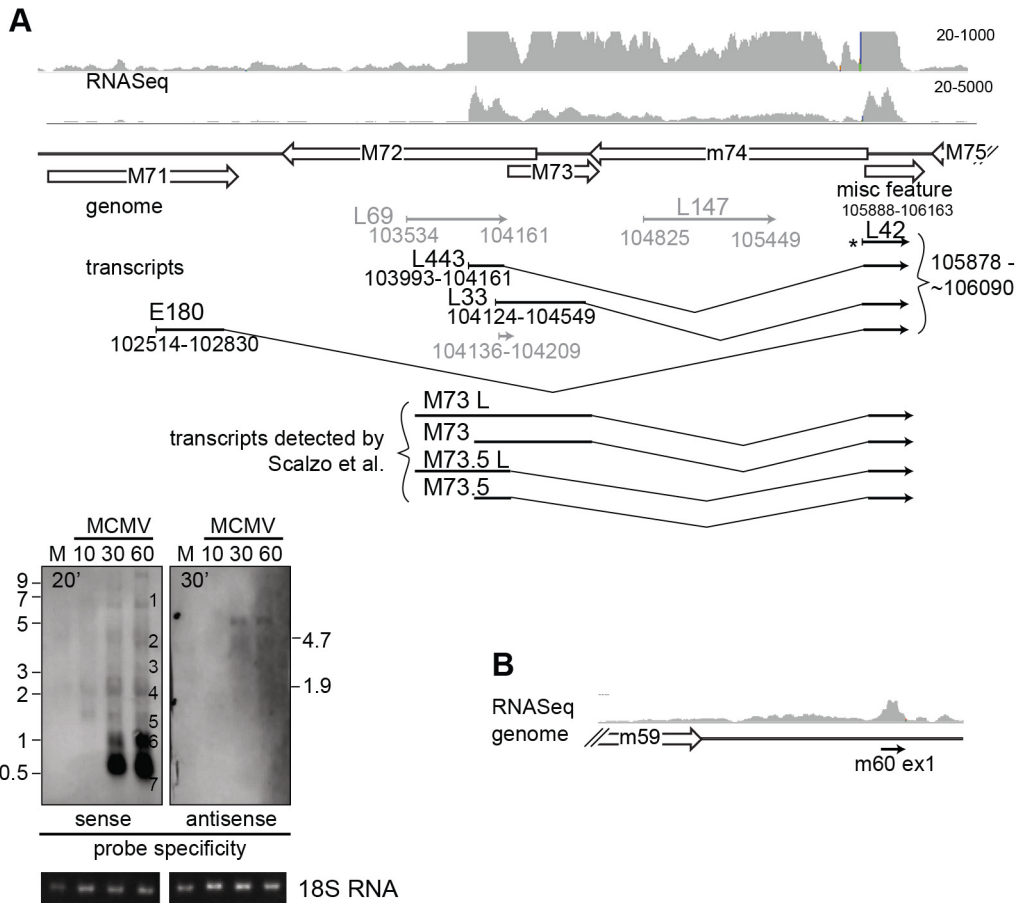 A
20-1000
RNASeq
20-5000
M72
m74
M75
M71
M73
misc feature
105888-106163
genome
L69
103534 104161
L147
104825 105449
L42
*
transcripts
L443
103993-104161
105878 -
~106090
L33
104124-104549
E180
102514-102830
104136-104209
M73 L
transcripts detected by
Scalzo et al.
M73
M73.5 L
M73.5
MCMV MCMV
M 10 30 60 M 10 30 60
20' 30'
9
7
5
3
2
1
0.5
1
2
3
4
5
6
7
4.7
1.9
sense antisense
probe specificity
18S RNA
B
RNASeq
genome
m59
m60 ex1